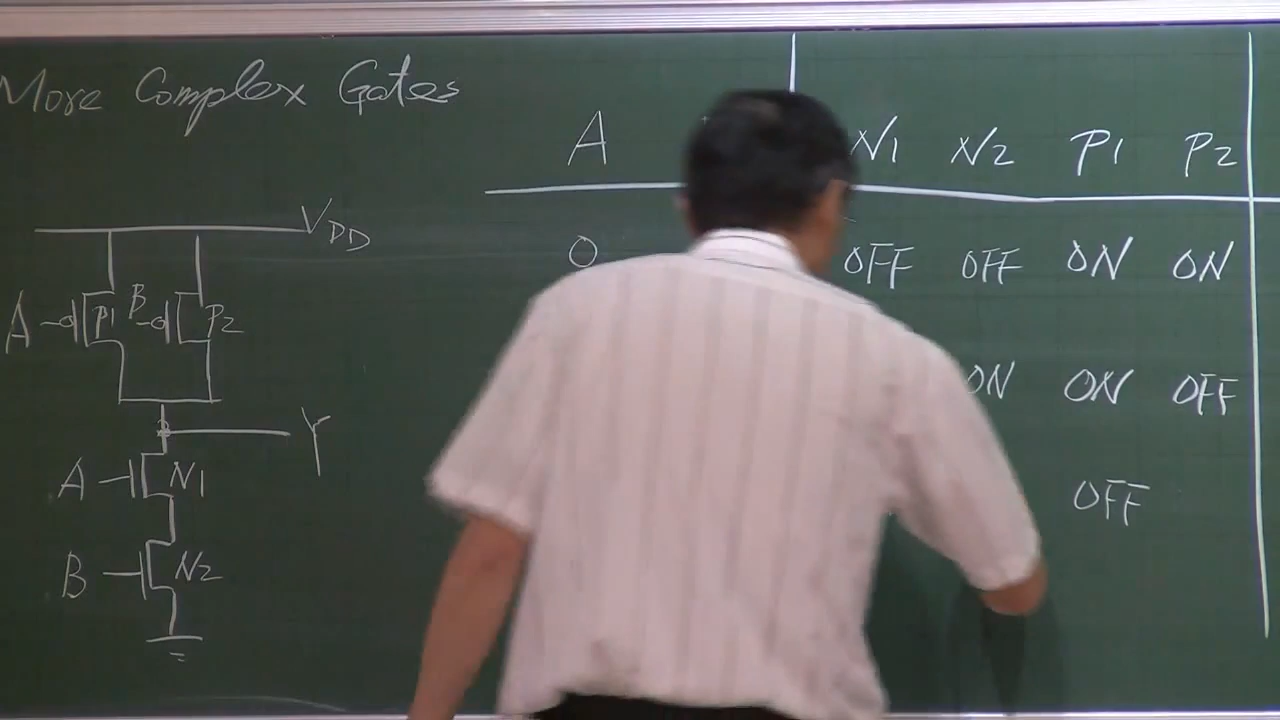 More Complex Gates
A N1 N2 P1 P2
VDD
0 OFF OFF ON ON
A P1 B P2
ON ON OFF
Y
A N1
OFF
B N2